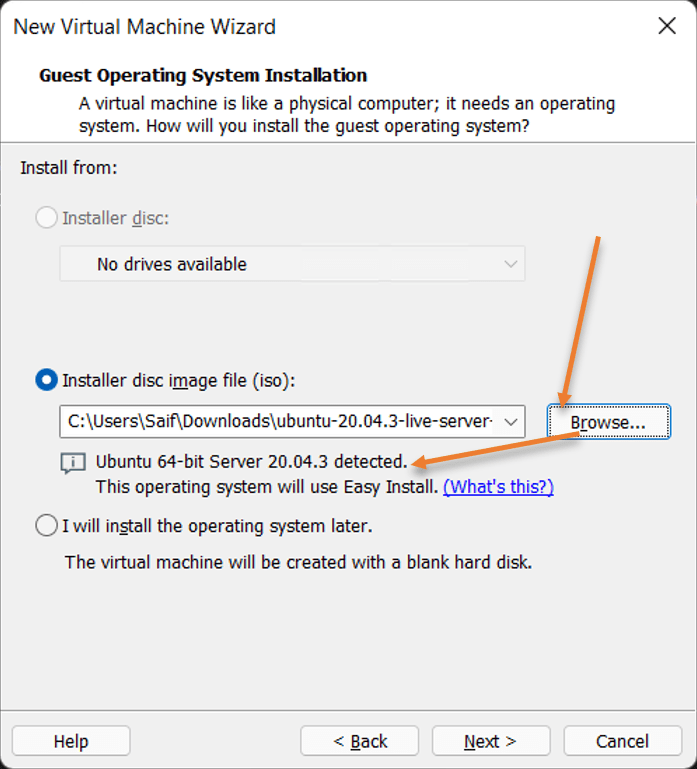 New Virtual Machine Wizard
Guest Operating System Installation
A virtual machine is like a physical computer; it needs an operating
system. How will you install the guest operating system?
Install from:
Installer disc:
No drives available
Installer disc image file (iso):
C:\Users\Saif\Downloads\ubuntu-20.04.3-live-server-
Browse...
Ubuntu 64-bit Server 20.04.3 detected.
This operating system will use Easy Install. (What's this?)
I will install the operating system later.
The virtual machine will be created with a blank hard disk.
Help
< Back
Next >
Cancel